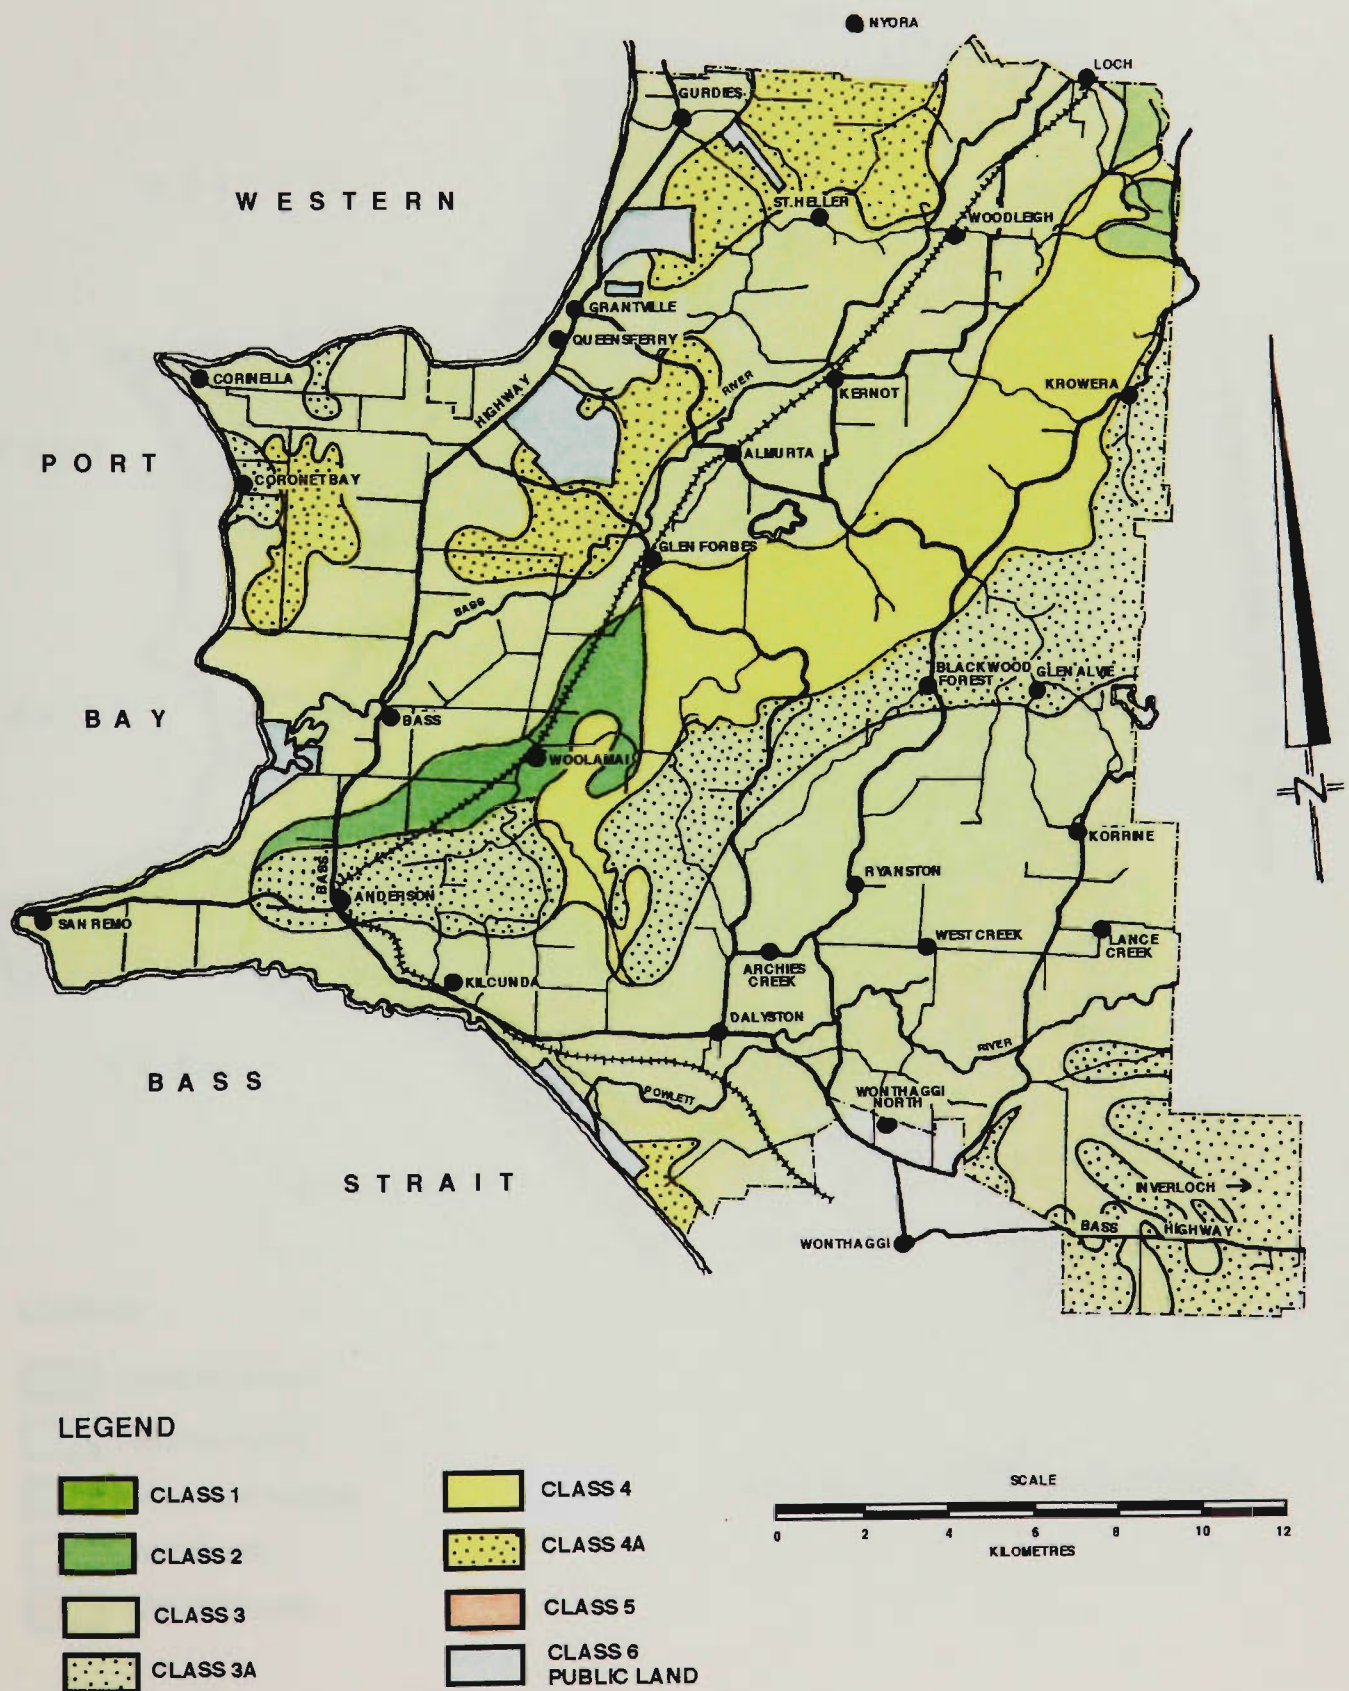 NYORA
LOCH
GURDIES
WESTERN
ST. HELLER
WOODLEIGH
GRANTVILLE
QUEENSFERRY
CORINELLA
HIGHWAY
RIVER
KERNOT
KROWERA
PORT
ALMURTA
CORONET BAY
GLEN FORBES
BASS
BLACKWOOD
FOREST
GLEN ALVIE
BAY
BASS
WOOLAMAI
N
KORRINE
BASS
ANDERSON
RYANSTON
SAN REMO
WEST CREEK
LANCE
CREEK
ARCHIES
CREEK
KILCUNDA
DALYSTON
RIVER
BASS
POWLETT
WONTHAGGI
NORTH
STRAIT
INVERLOCH
BASS
HIGHWAY
WONTHAGGI
LEGEND
CLASS 1
CLASS 2
CLASS 3
CLASS 3A
CLASS 4
CLASS 4A
CLASS 5
CLASS 6
PUBLIC LAND
SCALE
0 2 4 6 8 10 12
KILOMETRES